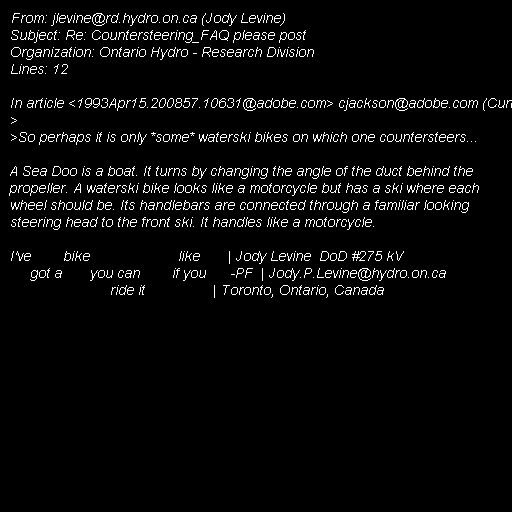 From: jlevine@rd.hydro.on.ca (Jody Levine)
Subject: Re: Countersteering_FAQ please post
Organization: Ontario Hydro - Research Division
Lines: 12

In article <1993Apr15.200857.10631@adobe.com> cjackson@adobe.com (Curt
>
>So perhaps it is only *some* waterski bikes on which one countersteers...

A Sea Doo is a boat. It turns by changing the angle of the duct behind the
propeller. A waterski bike looks like a motorcycle but has a ski where each
wheel should be. Its handlebars are connected through a familiar looking
steering head to the front ski. It handles like a motorcycle.

I've        bike                      like       | Jody Levine  DoD #275 kV
     got a       you can        if you      -PF  | Jody.P.Levine@hydro.on.ca
                         ride it                 | Toronto, Ontario, Canada